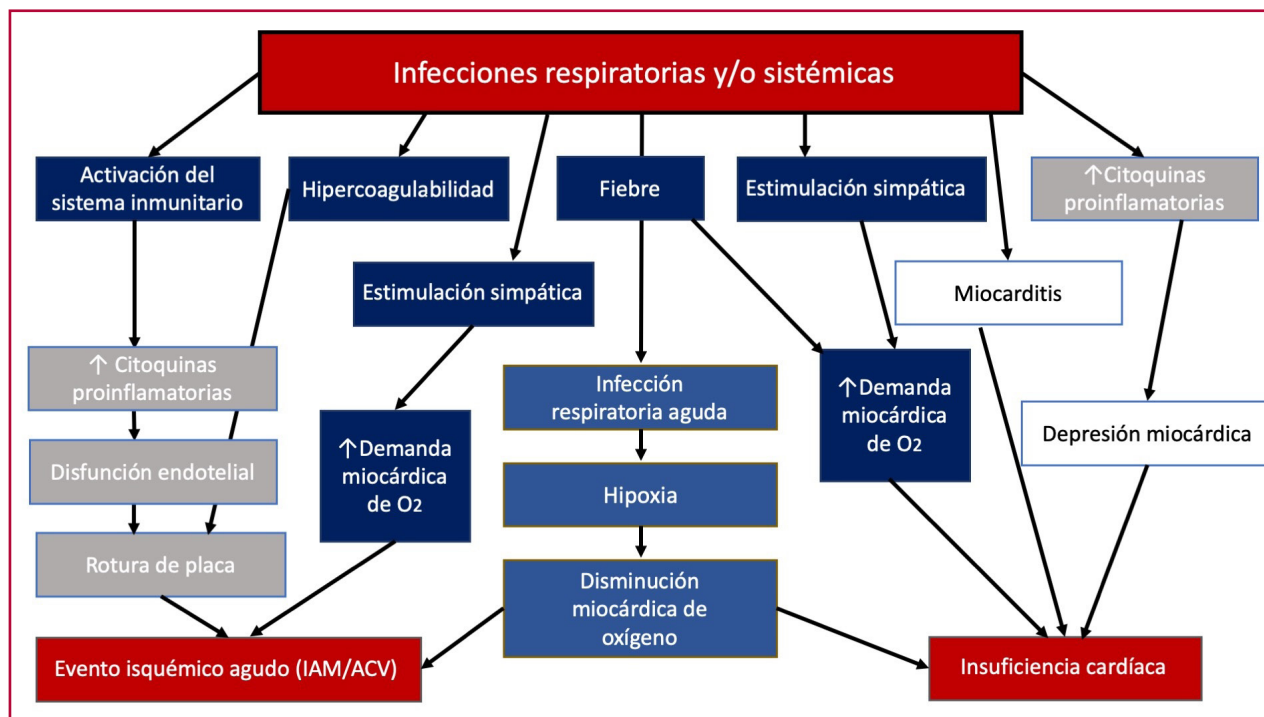 Infecciones respiratorias y/o sistémicas
Activación del
sistema inmunitario
Hipercoagulabilidad
Fiebre
Estimulación simpática
↑Citoquinas
proinflamatorias
Estimulación simpática
Miocarditis
↑ Citoquinas
proinflamatorias
Infección
respiratoria aguda
↑Demanda
miocárdica
de O2
↑Demanda
miocárdica
de O2
Depresión miocárdica
Disfunción endotelial
Hipoxia
Rotura de placa
Disminución
miocárdica de
oxígeno
Evento isquémico agudo (IAM/ACV)
Insuficiencia cardíaca